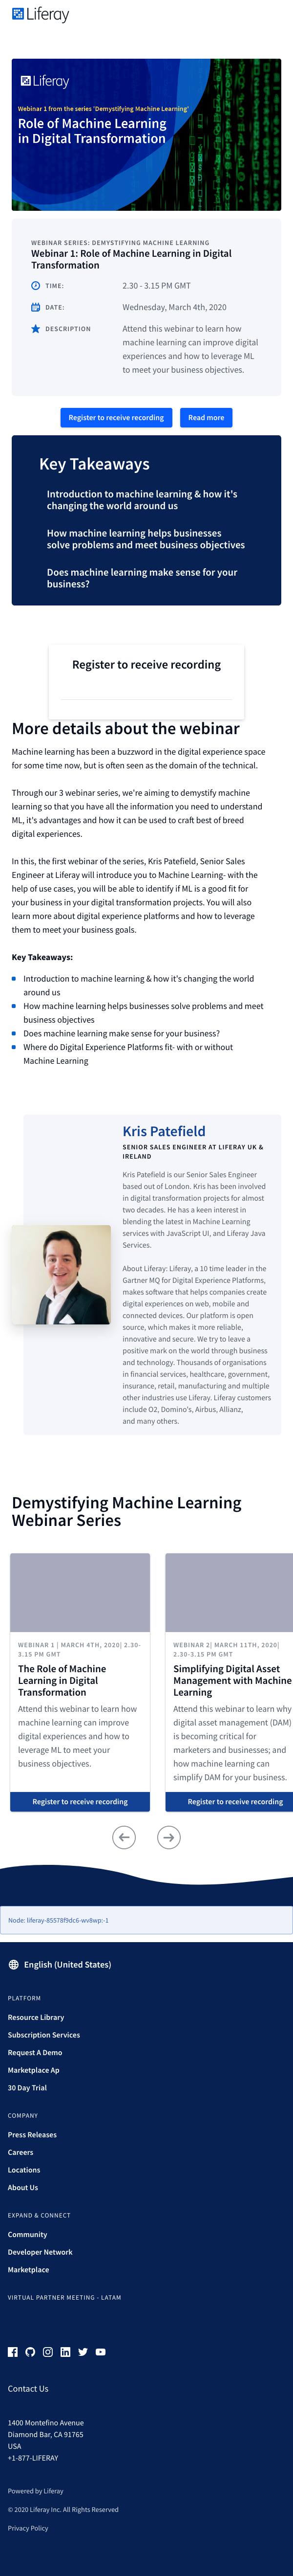 Liferay
Liferay
Webinar 1 from the series 'Demystifying Machine Learning'
Role of Machine Learning
in Digital Transformation
WEBINAR SERIES: DEMYSTIFYING MACHINE LEARNING
Webinar 1: Role of Machine Learning in Digital
Transformation
TIME:
2.30 - 3.15 PM GMT
DATE:
Wednesday, March 4th, 2020
DESCRIPTION
Attend this webinar to learn how
machine learning can improve digital
experiences and how to leverage ML
to meet your business objectives.
Register to receive recording
Read more
Key Takeaways
Introduction to machine learning & how it's
changing the world around us
How machine learning helps businesses
solve problems and meet business objectives
Does machine learning make sense for your
business?
Register to receive recording
More details about the webinar
Machine learning has been a buzzword in the digital experience space
for some time now, but is often seen as the domain of the technical.
Through our 3 webinar series, we're aiming to demystify machine
learning so that you have all the information you need to understand
ML, it's advantages and how it can be used to craft best of breed
digital experiences.
In this, the first webinar of the series, Kris Patefield, Senior Sales
Engineer at Liferay will introduce you to Machine Learning- with the
help of use cases, you will be able to identify if ML is a good fit for
your business in your digital transformation projects. You will also
learn more about digital experience platforms and how to leverage
them to meet your business goals.
Key Takeaways:
Introduction to machine learning & how it's changing the world
around us
How machine learning helps businesses solve problems and meet
business objectives
Does machine learning make sense for your business?
Where do Digital Experience Platforms fit- with or without
Machine Learning
Kris Patefield
SENIOR SALES ENGINEER AT LIFERAY UK &
IRELAND
Kris Patefield is our Senior Sales Engineer
based out of London. Kris has been involved
in digital transformation projects for almost
two decades. He has a keen interest in
blending the latest in Machine Learning
services with JavaScript UI, and Liferay Java
Services.
About Liferay: Liferay, a 10 time leader in the
Gartner MQ for Digital Experience Platforms,
makes software that helps companies create
digital experiences on web, mobile and
connected devices. Our platform is open
source, which makes it more reliable,
innovative and secure. We try to leave a
positive mark on the world through business
and technology. Thousands of organisations
in financial services, healthcare, government,
insurance, retail, manufacturing and multiple
other industries use Liferay. Liferay customers
include O2, Domino's, Airbus, Allianz,
and many others.
Demystifying Machine Learning
Webinar Series
WEBINAR 1 | MARCH 4TH, 2020| 2.30-
3.15 PM GMT
The Role of Machine
Learning in Digital
Transformation
Attend this webinar to learn how
machine learning can improve
digital experiences and how to
leverage ML to meet your
business objectives.
Register to receive recording
WEBINAR 2| MARCH 11TH, 2020|
2.30-3.15 PM GMT
Simplifying Digital Asset
Management with Machine
Learning
Attend this webinar to learn why
digital asset management (DAM)
is becoming critical for
marketers and businesses; and
how machine learning can
simplify DAM for your business.
Register to receive recording
Node: liferay-85578f9dc6-wv8wp:-1
English (United States)
PLATFORM
Resource Library
Subscription Services
Request A Demo
Marketplace Ap
30 Day Trial
COMPANY
Press Releases
Careers
Locations
About Us
EXPAND & CONNECT
Community
Developer Network
Marketplace
VIRTUAL PARTNER MEETING - LATAM
Contact Us
1400 Montefino Avenue
Diamond Bar, CA 91765
USA
+1-877-LIFERAY
Powered by Liferay
© 2020 Liferay Inc. All Rights Reserved
Privacy Policy